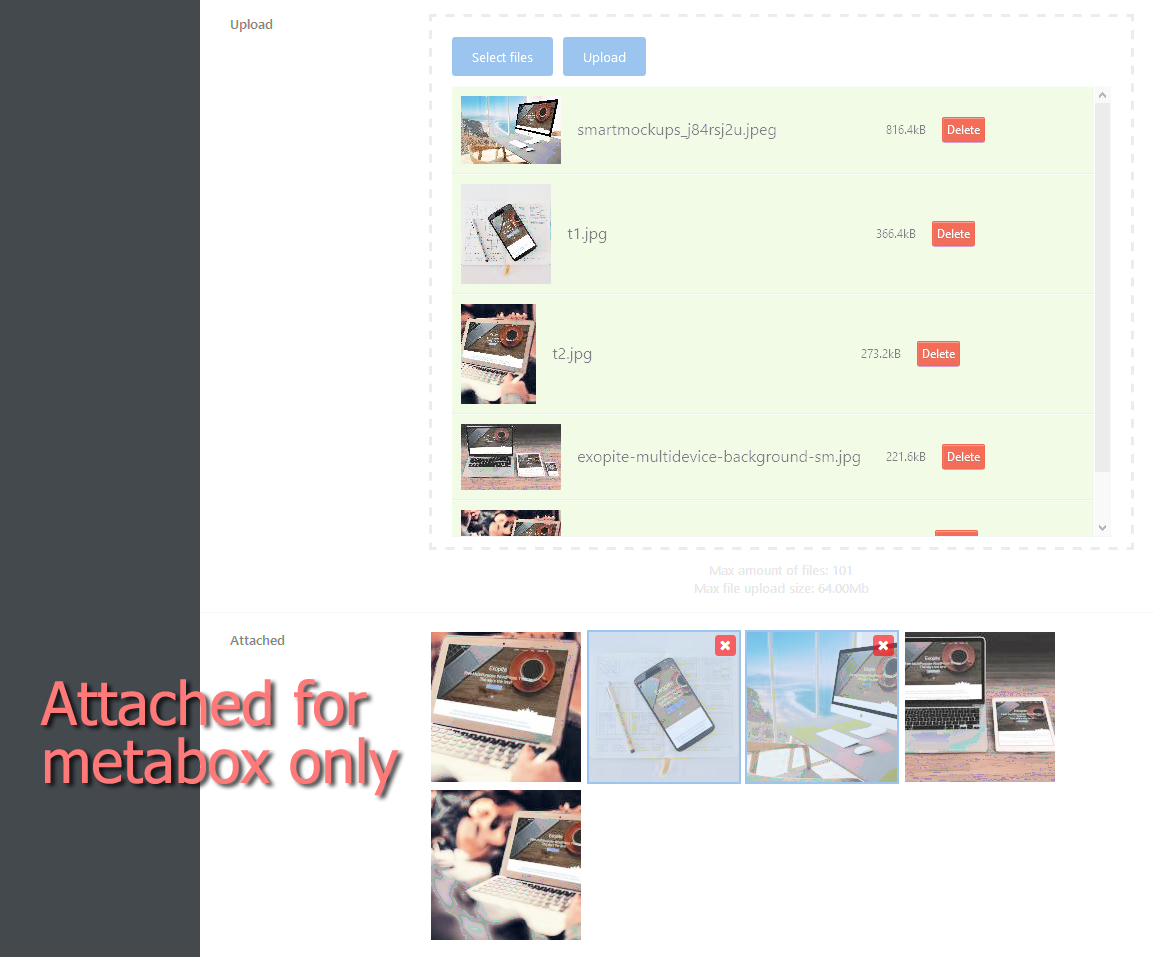 Upload
Select files
Upload
smartmockups_j84rsj2u.jpeg 816.4kB Delete
t1.jpg 366.4kB Delete
t2.jpg 273.2kB Delete
exopite-multidevice-background-sm.jpg 221.6kB Delete
Max amount of files: 101
Max file upload size: 64.00Mb
Attached
Attached for
metabox only
Exopite
Exopite